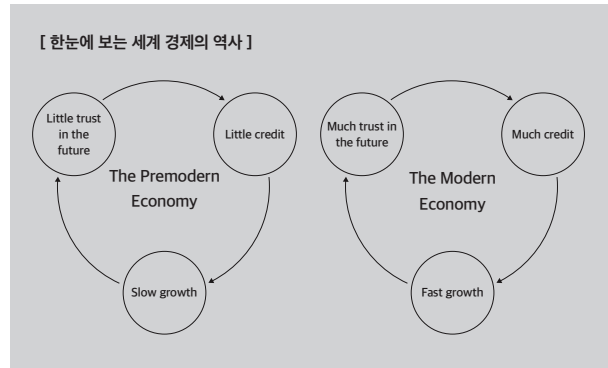 [ 한눈에 보는 세계 경제의 역사 ]
Little trust
in the
future
Little credit
The Premodern
Economy
Slow growth
Much trust in
the future
Much credit
The Modern
Economy
Fast growth